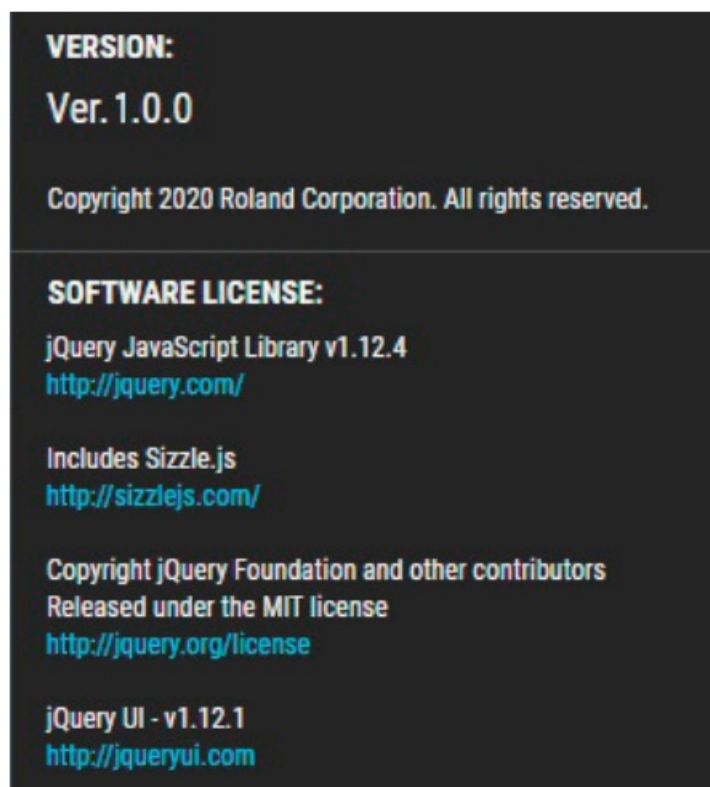 VERSION:
Ver.1.0.0
Copyright 2020 Roland Corporation. All rights reserved.
SOFTWARE LICENSE:
jQuery JavaScript Library v1.12.4
http://jquery.com/
Includes Sizzle.js
http://sizzlejs.com/
Copyright jQuery Foundation and other contributors
Released under the MIT license
http://jquery.org/license
jQuery UI - v1.12.1
http://jqueryui.com